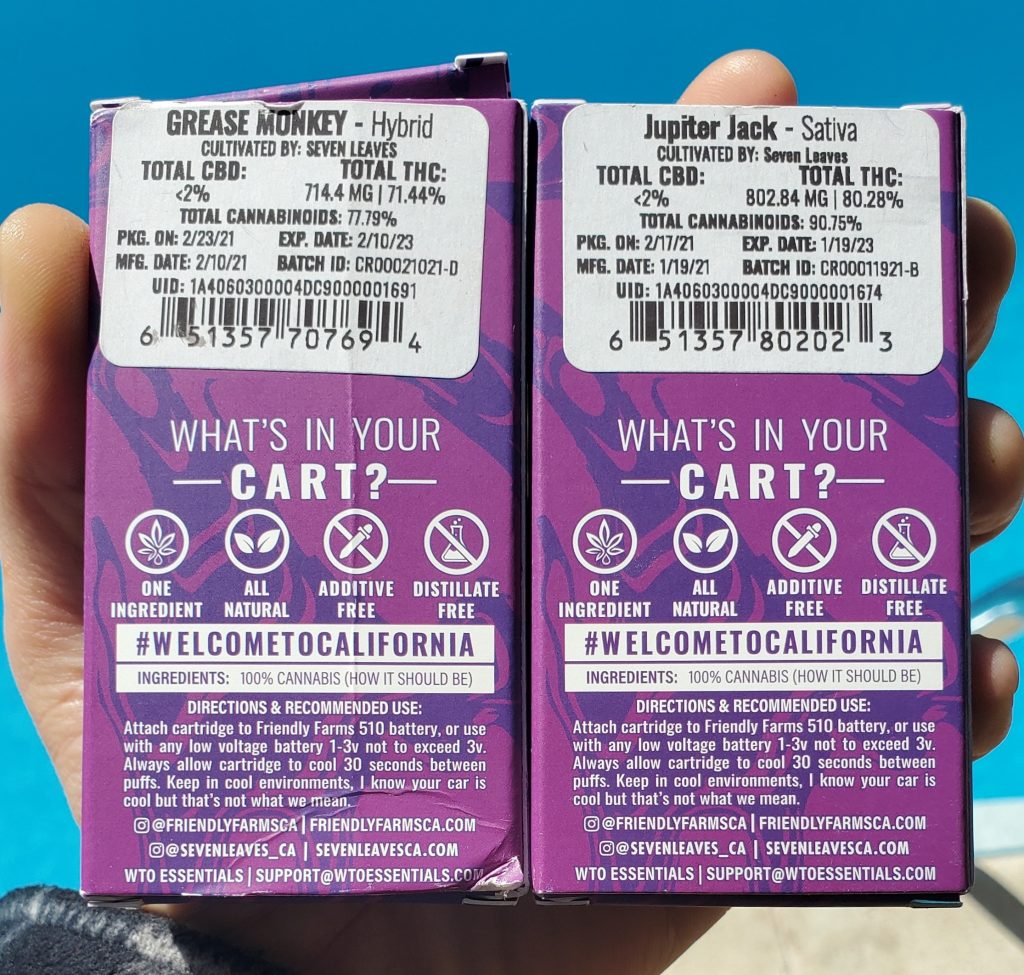 GREASE MONKEY - Hybrid
CULTIVATED BY: SEVEN LEAVES
TOTAL CBD: TOTAL THC:
<2% 714.4 MG | 71.44%
TOTAL CANNABINOIDS: 77.79%
PKG. ON: 2/23/21 EXP. DATE: 2/10/23
MFG. DATE: 2/10/21 BATCH ID: CR00021021-D
UID: 1A4060300004DC9000001691
6 51357 70769 4
WHAT'S IN YOUR
CART?
ONE INGREDIENT
ALL NATURAL
ADDITIVE FREE
DISTILLATE FREE
#WELCOMETOCALIFORNIA
INGREDIENTS: 100% CANNABIS (HOW IT SHOULD BE)
DIRECTIONS & RECOMMENDED USE:
Attach cartridge to Friendly Farms 510 battery, or use
with any low voltage battery 1-3v not to exceed 3v.
Always allow cartridge to cool 30 seconds between
puffs. Keep in cool environments, I know your car is
cool but that's not what we mean.
@FRIENDLYFARMSCA | FRIENDLYFARMSCA.COM
@SEVENLEAVES_CA | SEVENLEAVESCA.COM
WTO ESSENTIALS | SUPPORT@WTOESSENTIALS.COM
Jupiter Jack - Sativa
CULTIVATED BY: Seven Leaves
TOTAL CBD: TOTAL THC:
<2% 802.84 MG | 80.28%
TOTAL CANNABINOIDS: 90.75%
PKG. ON: 2/17/21 EXP. DATE: 1/19/23
MFG. DATE: 1/19/21 BATCH ID: CR00011921-B
UID: 1A4060300004DC9000001674
6 51357 80202 3
WHAT'S IN YOUR
CART?
ONE INGREDIENT
ALL NATURAL
ADDITIVE FREE
DISTILLATE FREE
#WELCOMETOCALIFORNIA
INGREDIENTS: 100% CANNABIS (HOW IT SHOULD BE)
DIRECTIONS & RECOMMENDED USE:
Attach cartridge to Friendly Farms 510 battery, or use
with any low voltage battery 1-3v not to exceed 3v.
Always allow cartridge to cool 30 seconds between
puffs. Keep in cool environments, I know your car is
cool but that's not what we mean.
@FRIENDLYFARMSCA | FRIENDLYFARMSCA.COM
@SEVENLEAVES_CA | SEVENLEAVESCA.COM
WTO ESSENTIALS | SUPPORT@WTOESSENTIALS.COM